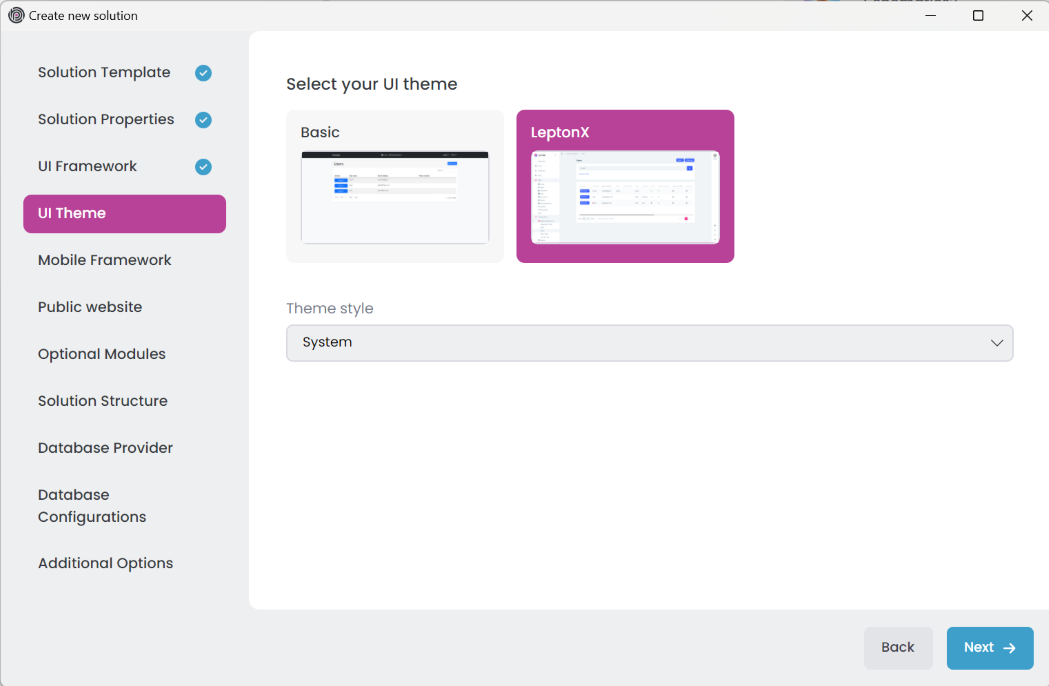 Create new solution
Solution Template
Solution Properties
UI Framework
UI Theme
Mobile Framework
Public website
Optional Modules
Solution Structure
Database Provider
Database
Configurations
Additional Options
Select your UI theme
Basic
LeptonX
Theme style
System
Back
Next